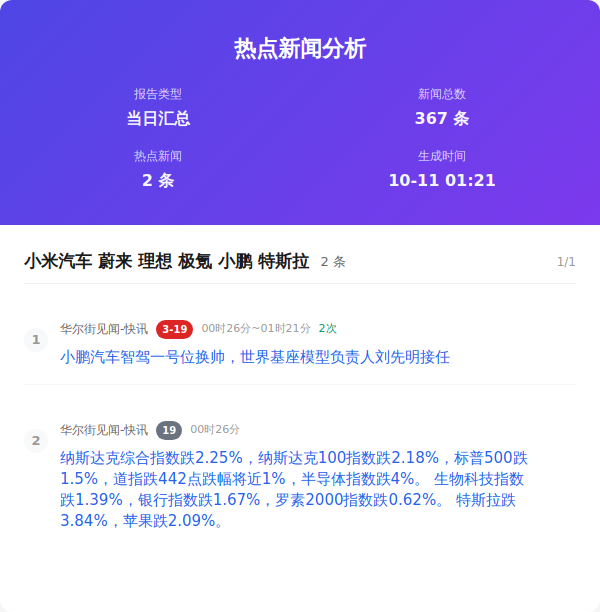 热点新闻分析
报告类型
当日汇总
新闻总数
367 条
热点新闻
2 条
生成时间
10-11 01:21
小米汽车 蔚来 理想 极氪 小鹏 特斯拉 2 条 1/1
1 华尔街见闻-快讯 3-19 00时26分~01时21分 2次
小鹏汽车智驾一号位换帅，世界基座模型负责人刘先明接任
2 华尔街见闻-快讯 19 00时26分
纳斯达克综合指数跌2.25%，纳斯达克100指数跌2.18%，标普500跌
1.5%，道指跌442点跌幅将近1%，半导体指数跌4%。 生物科技指数
跌1.39%，银行指数跌1.67%，罗素2000指数跌0.62%。 特斯拉跌
3.84%，苹果跌2.09%。